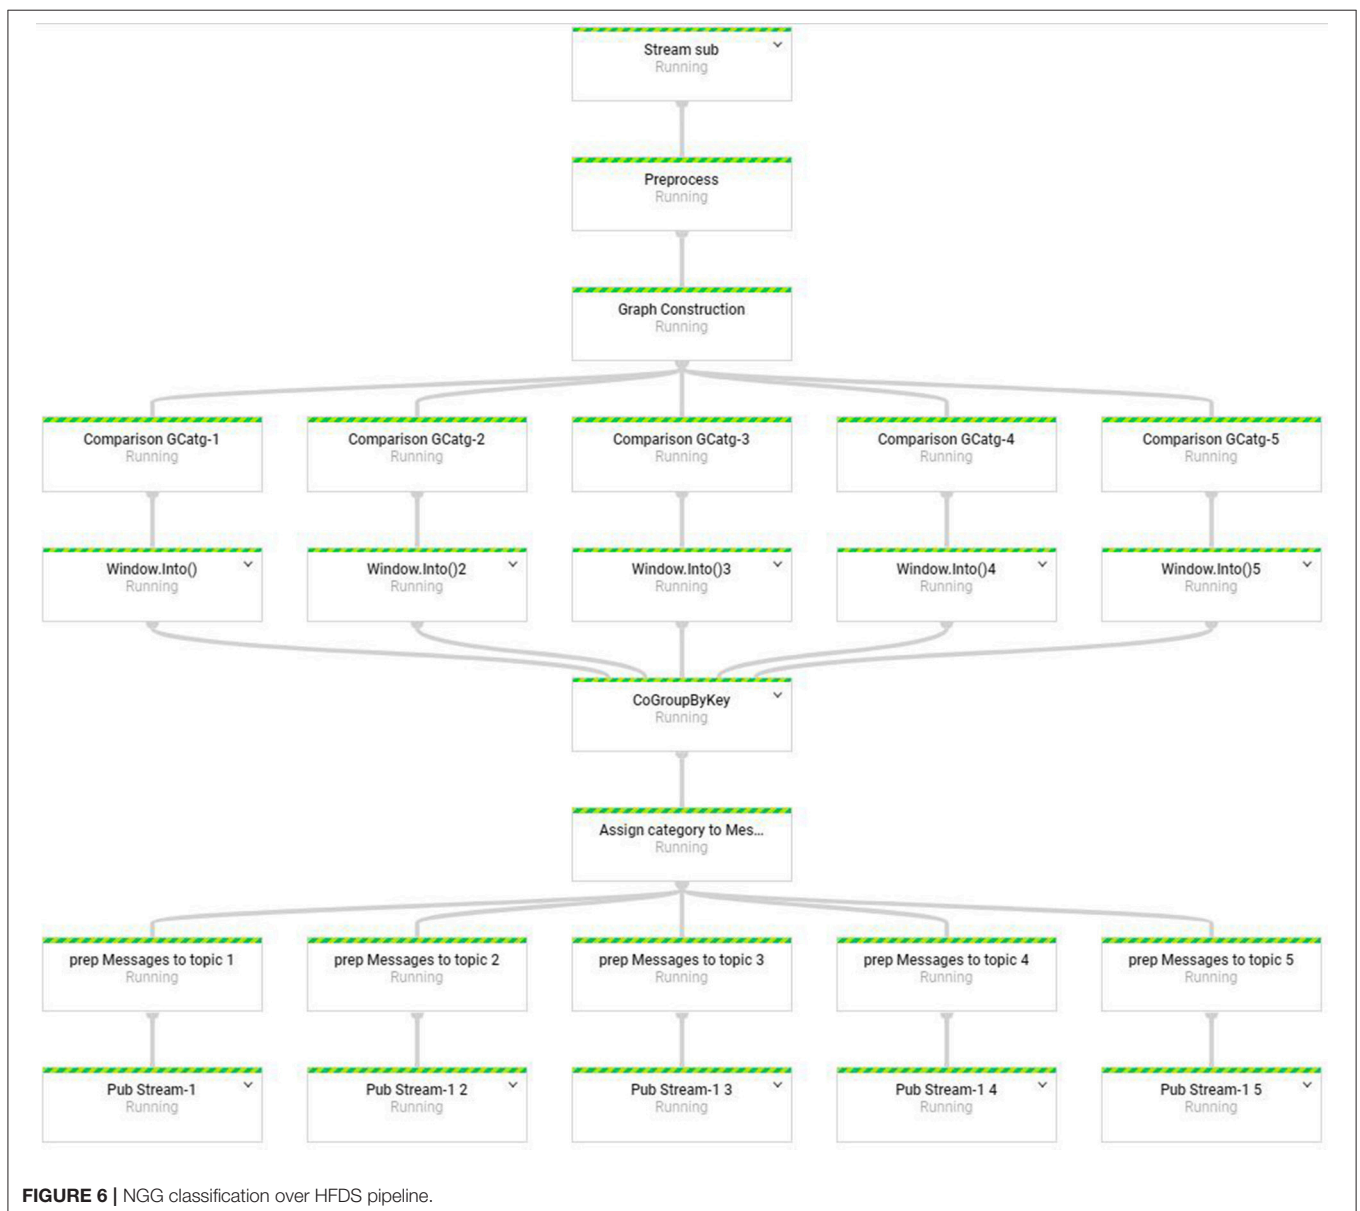 Stream sub
Running
Preprocess
Running
Graph Construction
Running
Comparison GCatg-1
Running
Comparison GCatg-2
Running
Comparison GCatg-3
Running
Comparison GCatg-4
Running
Comparison GCatg-5
Running
Window.Into()
Running
Window.Into()2
Running
Window.Into()3
Running
Window.Into()4
Running
Window.Into()5
Running
CoGroupByKey
Running
Assign category to Mes...
Running
prep Messages to topic 1
Running
prep Messages to topic 2
Running
prep Messages to topic 3
Running
prep Messages to topic 4
Running
prep Messages to topic 5
Running
Pub Stream-1
Running
Pub Stream-1 2
Running
Pub Stream-1 3
Running
Pub Stream-1 4
Running
Pub Stream-1 5
Running
FIGURE 6 | NGG classification over HFDS pipeline.